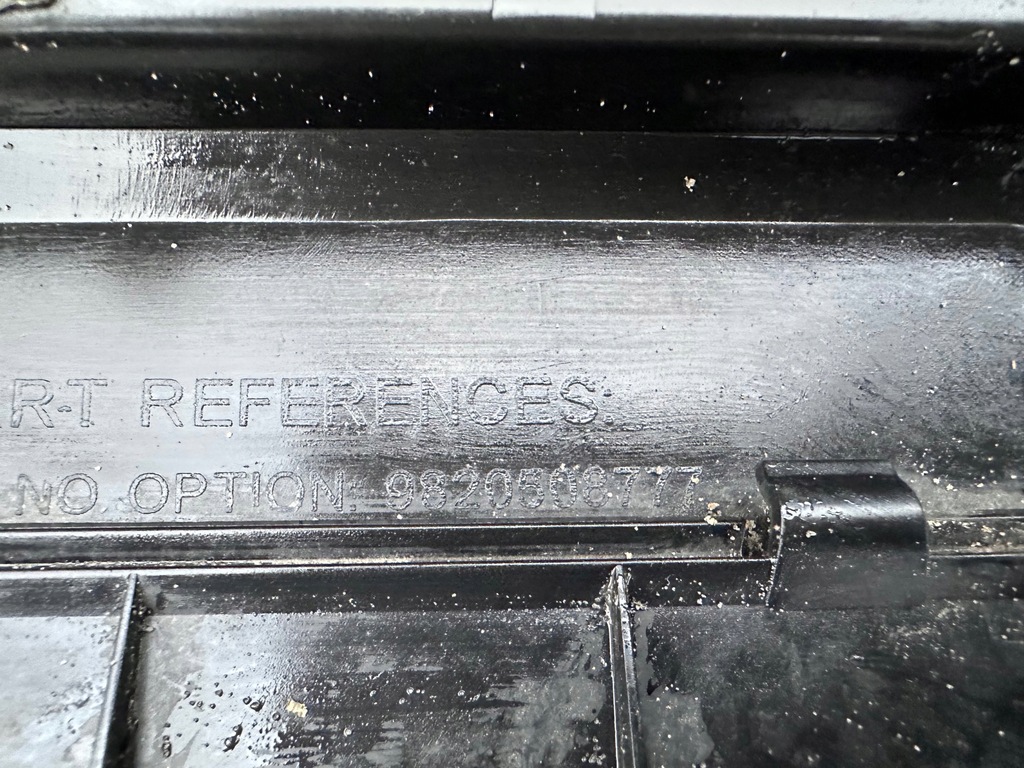 R-T REFERENCES.
NO OPTION: 9820508777